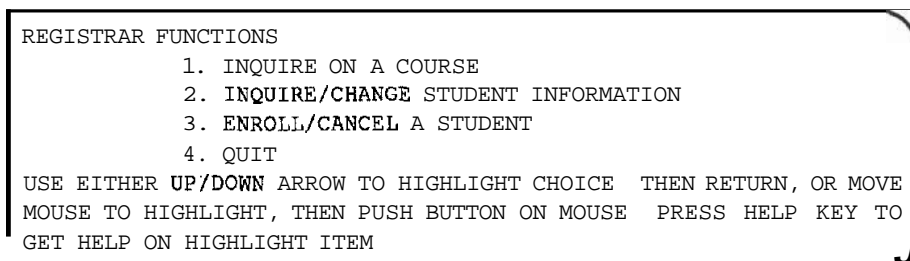 REGISTRAR FUNCTIONS
1. INQUIRE ON A COURSE
2. INQUIRE/CHANGE STUDENT INFORMATION
3. ENROLL/CANCEL A STUDENT
4. QUIT
USE EITHER UP/DOWN ARROW TO HIGHLIGHT CHOICE THEN RETURN, OR MOVE
MOUSE TO HIGHLIGHT, THEN PUSH BUTTON ON MOUSE PRESS HELP KEY TO
GET HELP ON HIGHLIGHT ITEM